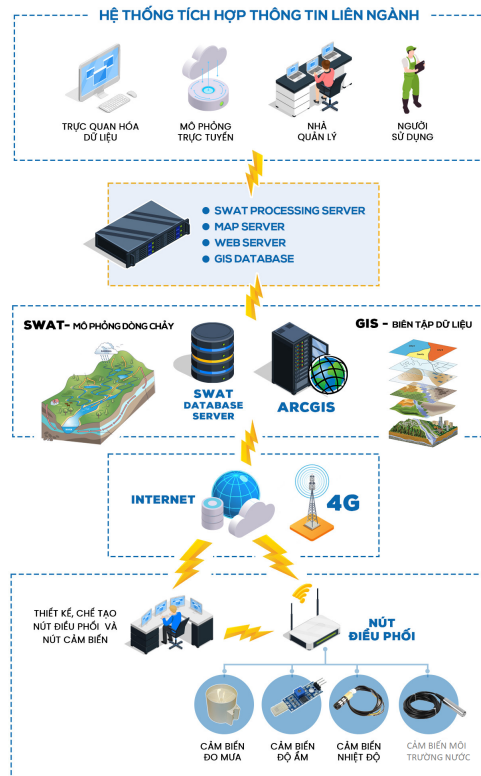 HỆ THỐNG TÍCH HỢP THÔNG TIN LIÊN NGÀNH
TRỰC QUAN HÓA
DỮ LIỆU
MÔ PHỎNG
TRỰC TUYẾN
NHÀ
QUẢN LÝ
NGƯỜI
SỬ DỤNG
SWAT PROCESSING SERVER
MAP SERVER
WEB SERVER
GIS DATABASE
SWAT- MÔ PHỎNG DÒNG CHẢY
GIS - BIÊN TẬP DỮ LIỆU
SWAT
DATABASE
SERVER
ARCGIS
INTERNET
4G
THIẾT KẾ, CHẾ TẠO
NÚT ĐIỀU PHỐI VÀ
NÚT CẢM BIẾN
NÚT
ĐIỀU PHỐI
CẢM BIẾN
ĐO MƯA
CẢM BIẾN
ĐỘ ẨM
CẢM BIẾN
NHIỆT ĐỘ
CẢM BIẾN MÔI
TRƯỜNG NƯỚC